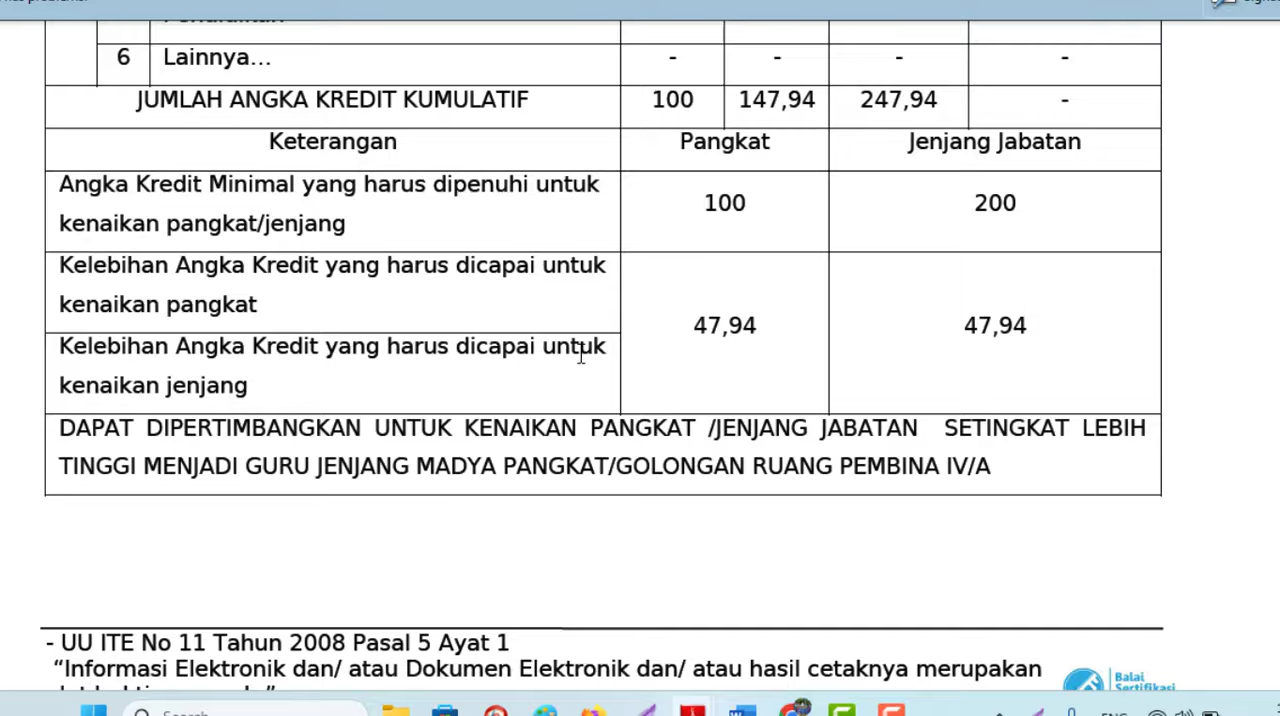 6 Lainnya... - - - -
JUMLAH ANGKA KREDIT KUMULATIF 100 147,94 247,94 -
Keterangan Pangkat Jenjang Jabatan
Angka Kredit Minimal yang harus dipenuhi untuk
kenaikan pangkat/jenjang
100 200
Kelebihan Angka Kredit yang harus dicapai untuk
kenaikan pangkat
47,94 47,94
Kelebihan Angka Kredit yang harus dicapai untuk
kenaikan jenjang
DAPAT DIPERTIMBANGKAN UNTUK KENAIKAN PANGKAT /JENJANG JABATAN SETINGKAT LEBIH
TINGGI MENJADI GURU JENJANG MADYA PANGKAT/GOLONGAN RUANG PEMBINA IV/A
- UU ITE No 11 Tahun 2008 Pasal 5 Ayat 1
“Informasi Elektronik dan/ atau Dokumen Elektronik dan/ atau hasil cetaknya merupakan
Balai
Sertifikasi
Search